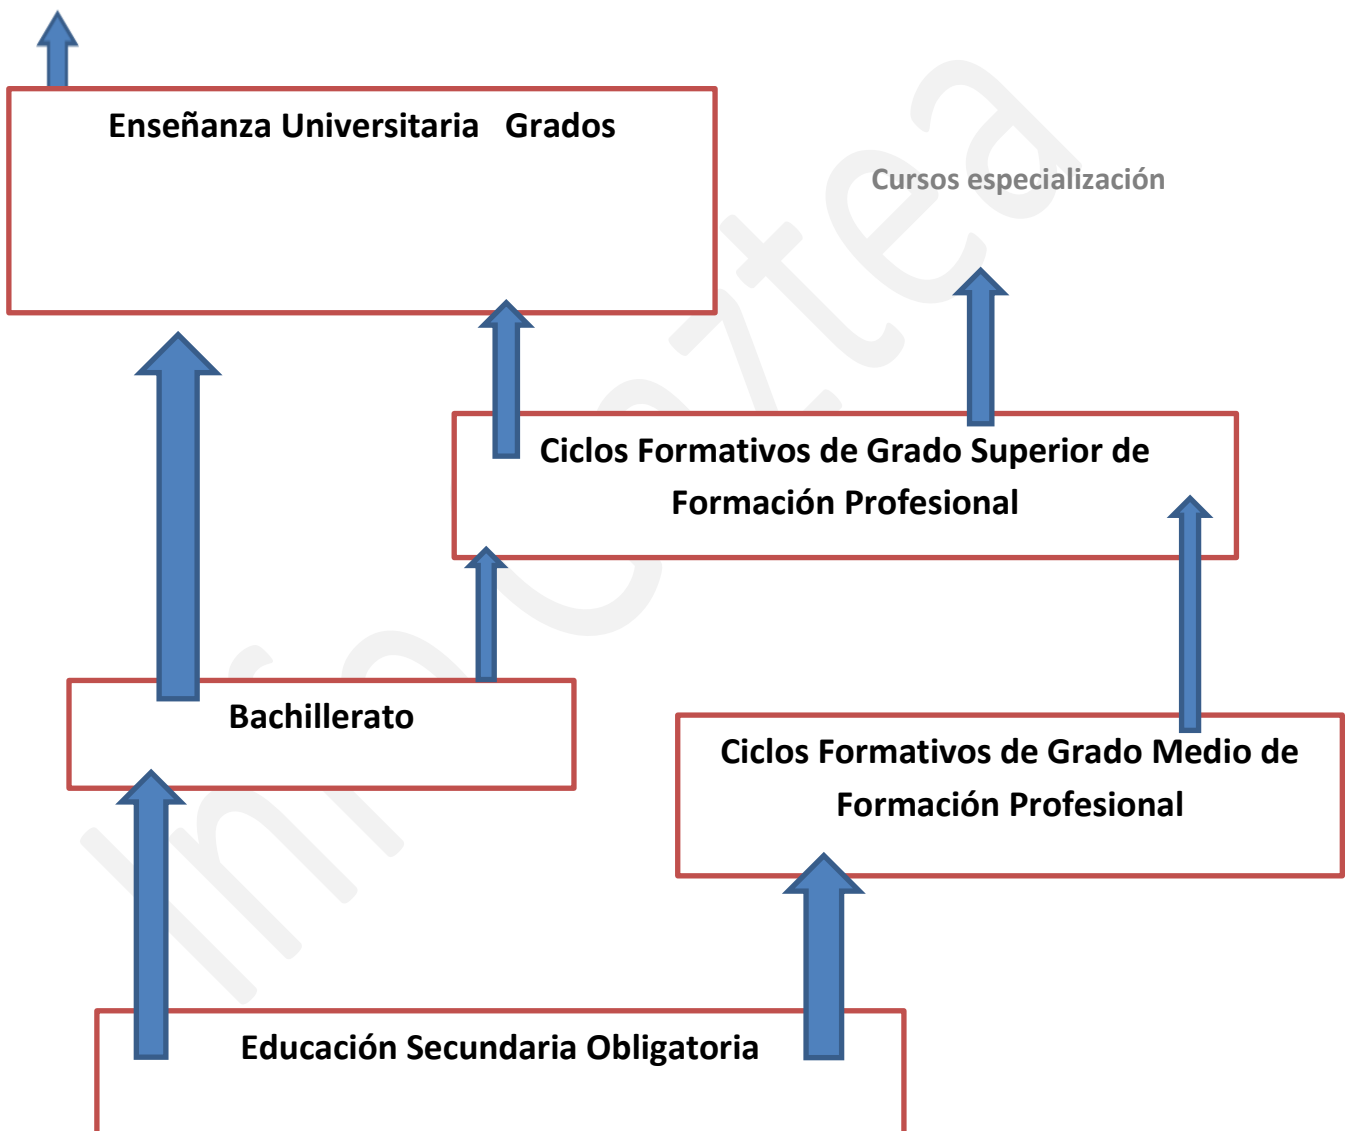 Enseñanza Universitaria Grados
Cursos especialización
Ciclos Formativos de Grado Superior de
Formación Profesional
Bachillerato
Ciclos Formativos de Grado Medio de
Formación Profesional
Educación Secundaria Obligatoria